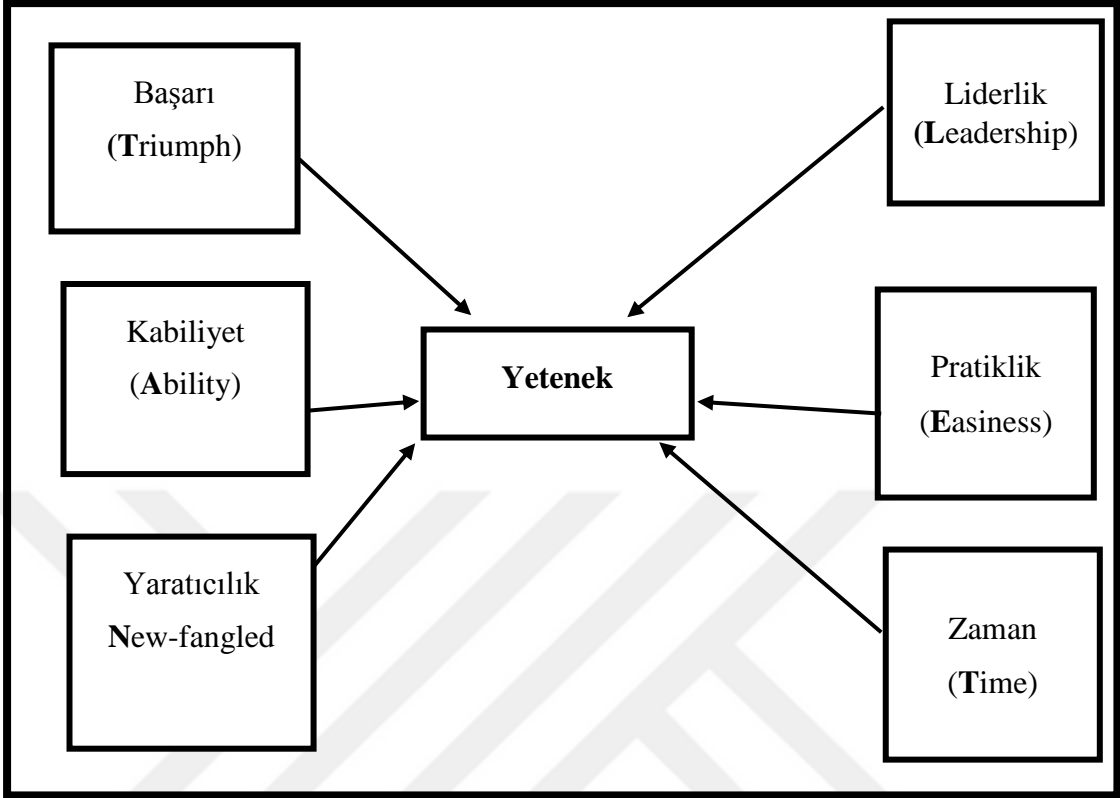 Başarı
(Triumph)
Liderlik
(Leadership)
Kabiliyet
(Ability)
Yetenek
Pratiklik
(Easiness)
Yaratıcılık
New-fangled
Zaman
(Time)